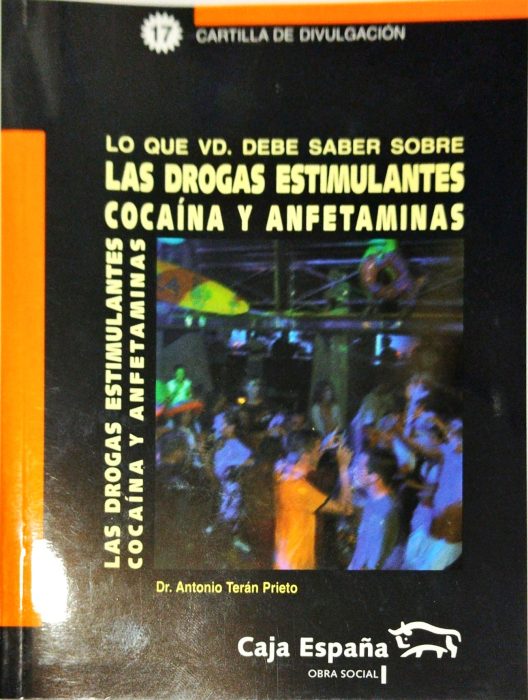 17 CARTILLA DE DIVULGACIÓN
LO QUE VD. DEBE SABER SOBRE
LAS DROGAS ESTIMULANTES
COCAÍNA Y ANFETAMINAS
LAS DROGAS ESTIMULANTES
COCAÍNA Y ANFETAMINAS
Dr. Antonio Terán Prieto
Caja España
OBRA SOCIAL